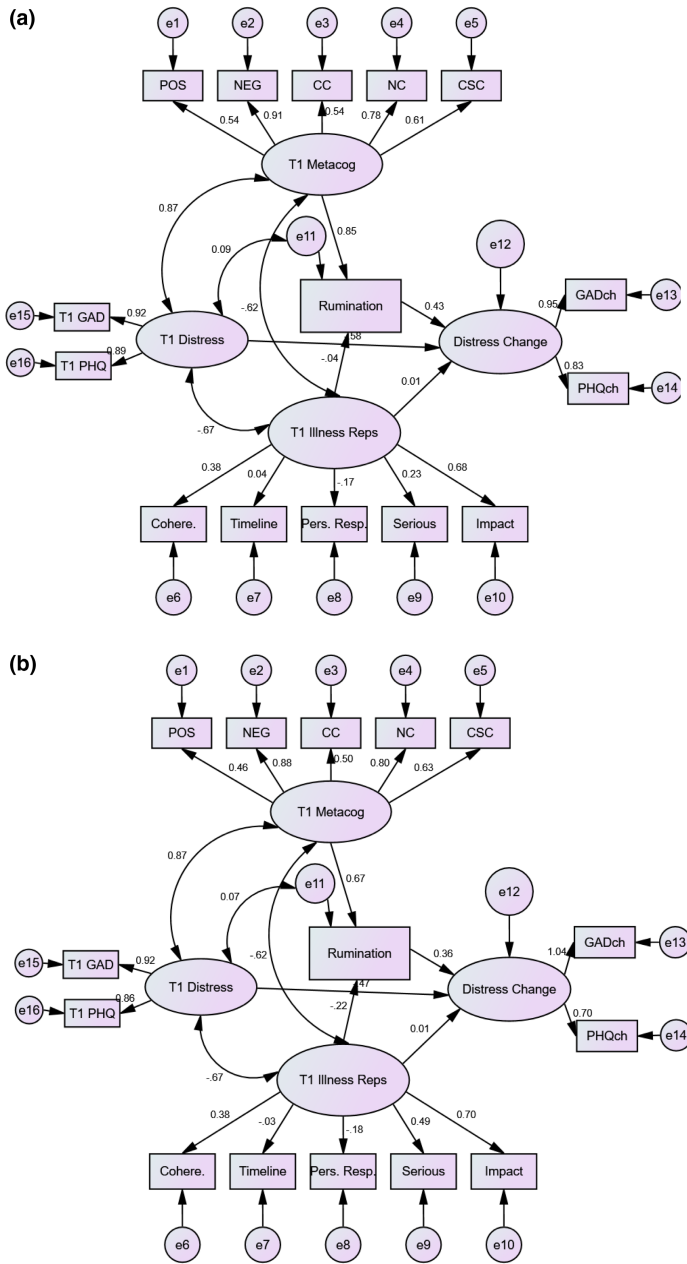 (a)
e1 e2 e3 e4 e5
POS NEG CC NC CSC
0.54 0.91 0.54 0.78 0.61
T1 Metacog
0.87
0.09 e11 0.85 e12
-.62
Rumination 0.43 0.95 GADch e13
e15 T1 GAD 0.92
T1 Distress .58 Distress Change
e16 T1 PHQ 0.89 -.04
0.01 0.83 PHQch e14
-.67 T1 Illness Reps
0.38 0.04 -.17 0.23 0.68
Cohere. Timeline Pers. Resp. Serious Impact
e6 e7 e8 e9 e10
(b)
e1 e2 e3 e4 e5
POS NEG CC NC CSC
0.46 0.88 0.50 0.80 0.63
T1 Metacog
0.87
0.07 e11 0.67 e12
-.62
Rumination 0.36 1.04 GADch e13
e15 T1 GAD 0.92
T1 Distress 47 Distress Change
e16 T1 PHQ 0.86 -.22
0.01 0.70 PHQch e14
-.67 T1 Illness Reps
0.38 -.03 -.18 0.49 0.70
Cohere. Timeline Pers. Resp. Serious Impact
e6 e7 e8 e9 e10